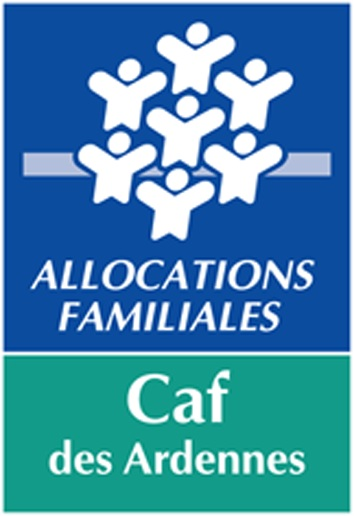 ALLOCATIONS
FAMILIALES
Caf
des Ardennes